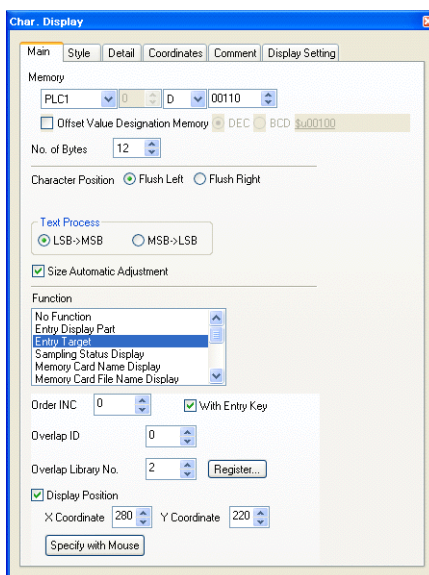 Char. Display
Main Style Detail Coordinates Comment Display Setting
Memory
PLC1 0 D 00110
Offset Value Designation Memory DEC BCD $u00100
No. of Bytes 12
Character Position Flush Left Flush Right
Text Process
LSB->MSB MSB->LSB
Size Automatic Adjustment
Function
No Function
Entry Display Part
Entry Target
Sampling Status Display
Memory Card Name Display
Memory Card File Name Display
Order INC 0 With Entry Key
Overlap ID 0
Overlap Library No. 2 Register...
Display Position
X Coordinate 280 Y Coordinate 220
Specify with Mouse